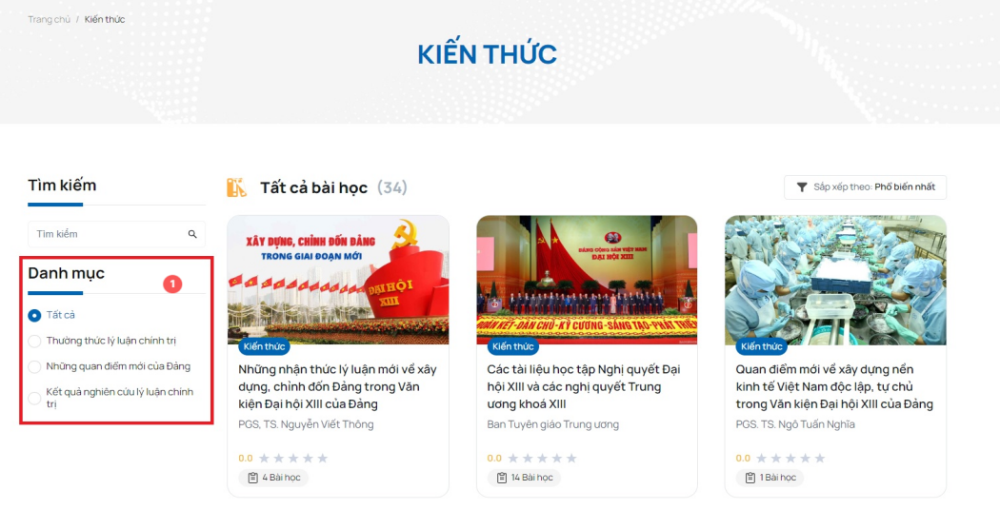 Trang chủ / Kiến thức
KIẾN THỨC
Tìm kiếm
Tìm kiếm
Danh mục
1
Tất cả
Thường thức lý luận chính trị
Những quan điểm mới của Đảng
Kết quả nghiên cứu lý luận chính
trị
Tất cả bài học (34)
Sắp xếp theo: Phổ biến nhất
XÂY DỰNG, CHỈNH ĐỐN ĐẢNG
TRONG GIAI ĐOẠN MỚI
ĐẠI HỘI
XIII
Kiến thức
Những nhận thức lý luận mới về xây
dựng, chỉnh đốn Đảng trong Văn
kiện Đại hội XIII của Đảng
PGS, TS. Nguyễn Viết Thông
0.0
4 Bài học
ĐẢNG CỘNG SẢN VIỆT NAM
ĐẠI HỘI XIII
ĐOÀN KẾT-DÂN CHỦ-KỶ CƯƠNG-SÁNG TẠO-PHÁT TRIỂN
Kiến thức
Các tài liệu học tập Nghị quyết Đại
hội XIII và các nghị quyết Trung
ương khoá XIII
Ban Tuyên giáo Trung ương
0.0
14 Bài học
Kiến thức
Quan điểm mới về xây dựng nền
kinh tế Việt Nam độc lập, tự chủ
trong Văn kiện Đại hội XIII của Đảng
PGS. TS. Ngô Tuấn Nghĩa
0.0
1 Bài học